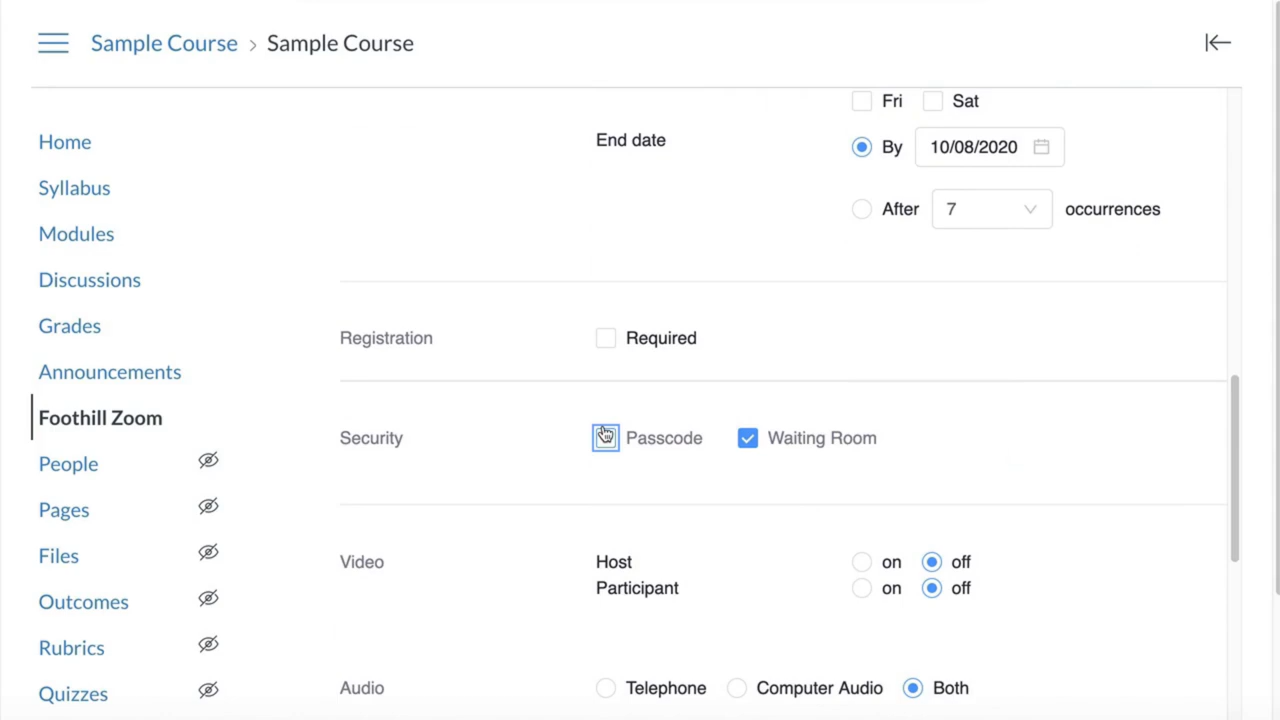 Sample Course > Sample Course
Home
Syllabus
Modules
Discussions
Grades
Announcements
Foothill Zoom
People
Pages
Files
Outcomes
Rubrics
Quizzes
Fri Sat
End date
By 10/08/2020
After 7 occurrences
Registration Required
Security Passcode Waiting Room
Video Host on off
Participant on off
Audio Telephone Computer Audio Both